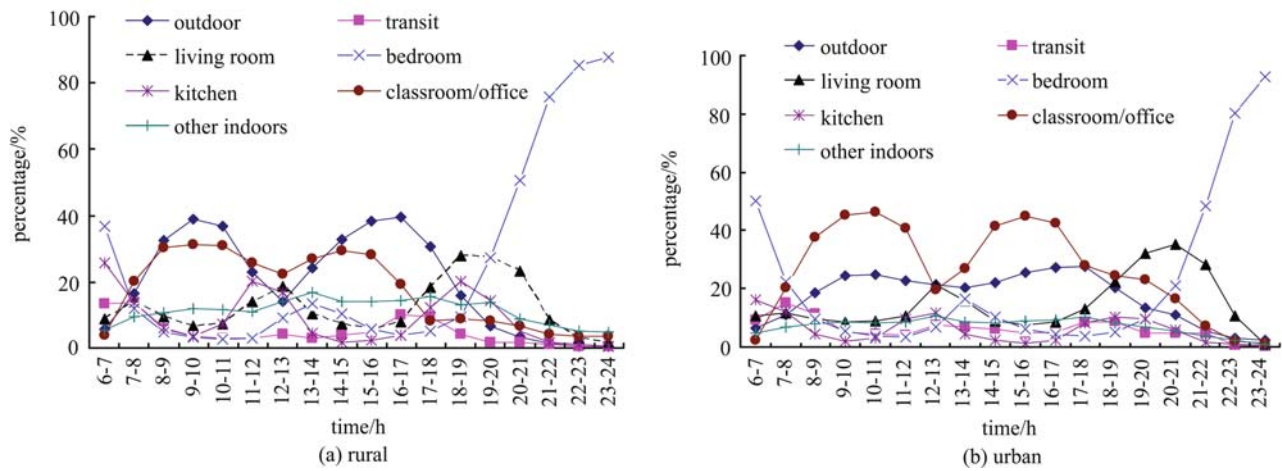 100
80
60
40
20
0
percentage/%
outdoor
transit
living room
bedroom
kitchen
classroom/office
other indoors
6-7
7-8
8-9
9-10
10-11
11-12
12-13
13-14
14-15
15-16
16-17
17-18
18-19
19-20
20-21
21-22
22-23
23-24
time/h
(a) rural
100
80
60
40
20
0
percentage/%
outdoor
transit
living room
bedroom
kitchen
classroom/office
other indoors
6-7
7-8
8-9
9-10
10-11
11-12
12-13
13-14
14-15
15-16
16-17
17-18
18-19
19-20
20-21
21-22
22-23
23-24
time/h
(b) urban